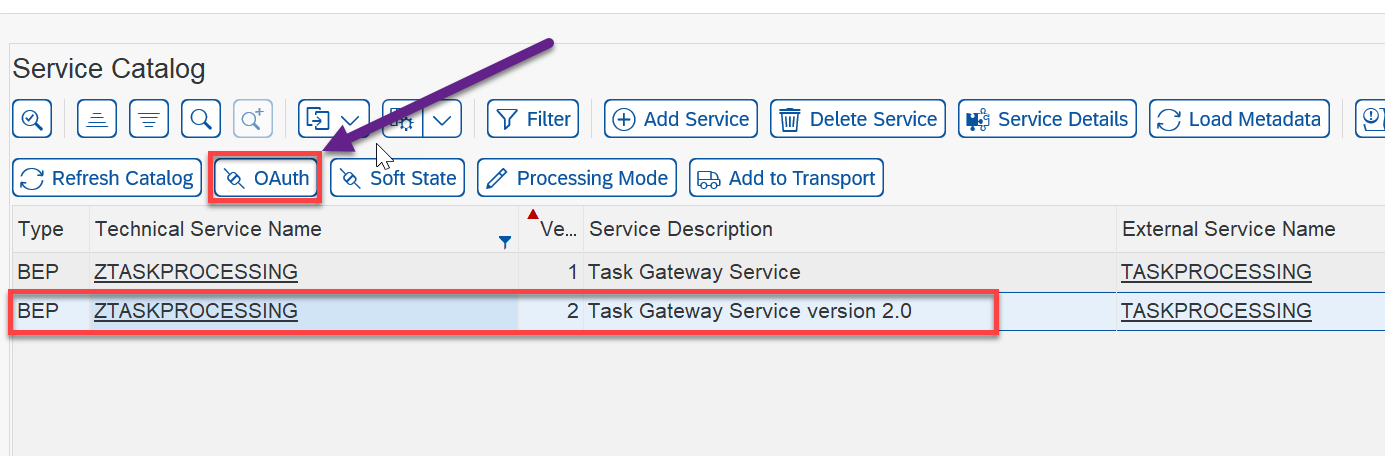 Service Catalog
Filter Add Service Delete Service Service Details Load Metadata
Refresh Catalog OAuth Soft State Processing Mode Add to Transport
Type Technical Service Name Ve... Service Description External Service Name
BEP ZTASKPROCESSING 1 Task Gateway Service TASKPROCESSING
BEP ZTASKPROCESSING 2 Task Gateway Service version 2.0 TASKPROCESSING